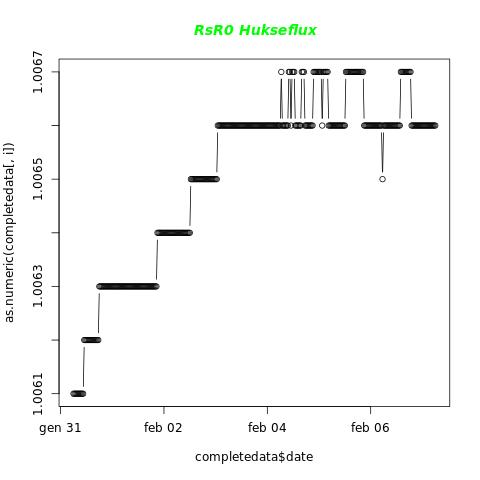 RsR0 Hukseflux
as.numeric(completedata[, i])
1.0067
1.0065
1.0063
1.0061
gen 31 feb 02 feb 04 feb 06
completedata$date